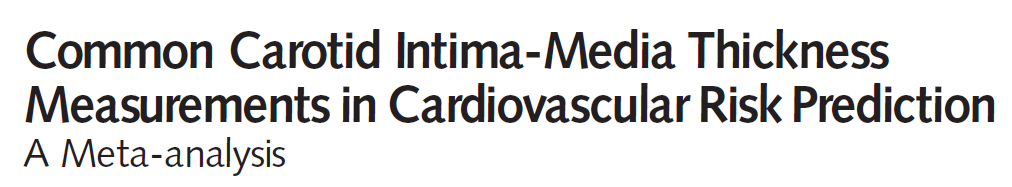 Common Carotid Intima-Media Thickness
Measurements in Cardiovascular Risk Prediction
A Meta-analysis